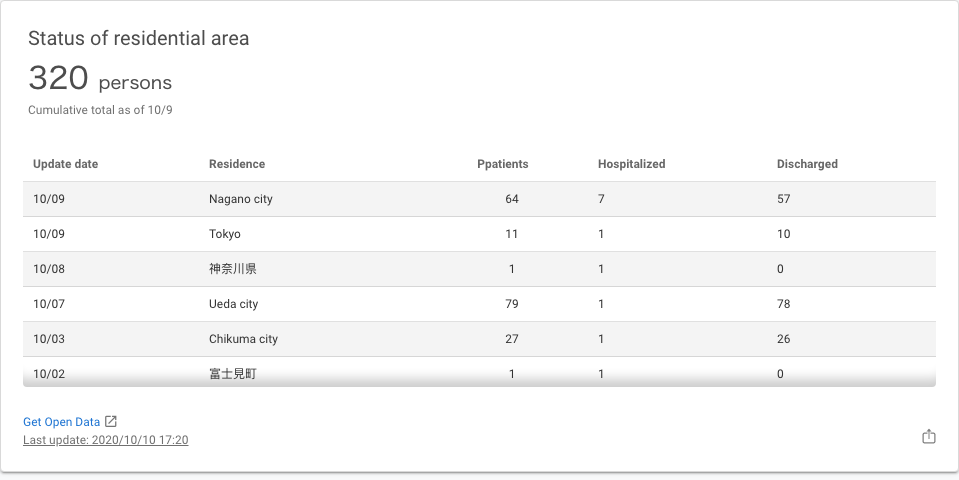 Status of residential area
320 persons
Cumulative total as of 10/9
Update date Residence Ppatients Hospitalized Discharged
10/09 Nagano city 64 7 57
10/09 Tokyo 11 1 10
10/08 神奈川県 1 1 0
10/07 Ueda city 79 1 78
10/03 Chikuma city 27 1 26
10/02 富士見町 1 1 0
Get Open Data
Last update: 2020/10/10 17:20